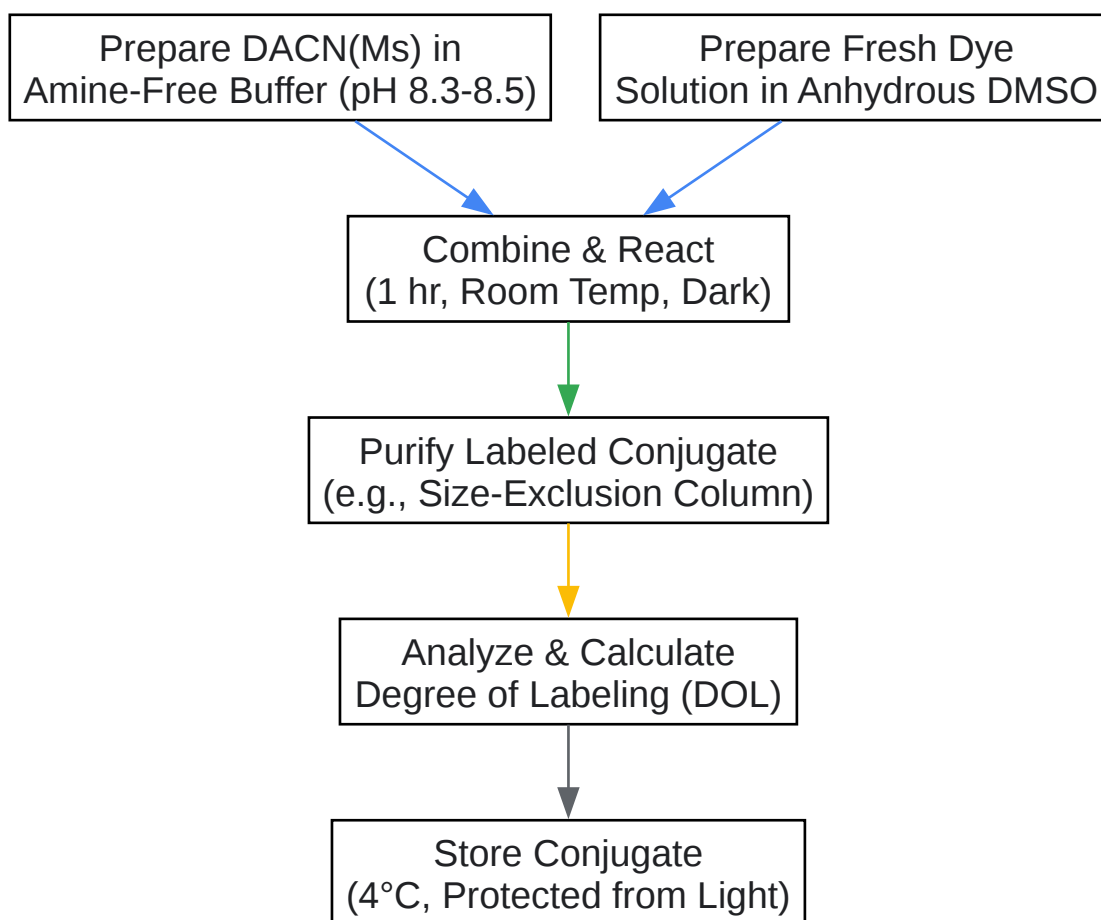 Prepare DACN(Ms) in
Amine-Free Buffer (pH 8.3-8.5)
Prepare Fresh Dye
Solution in Anhydrous DMSO
Combine & React
(1 hr, Room Temp, Dark)
Purify Labeled Conjugate
(e.g., Size-Exclusion Column)
Analyze & Calculate
Degree of Labeling (DOL)
Store Conjugate
(4°C, Protected from Light)